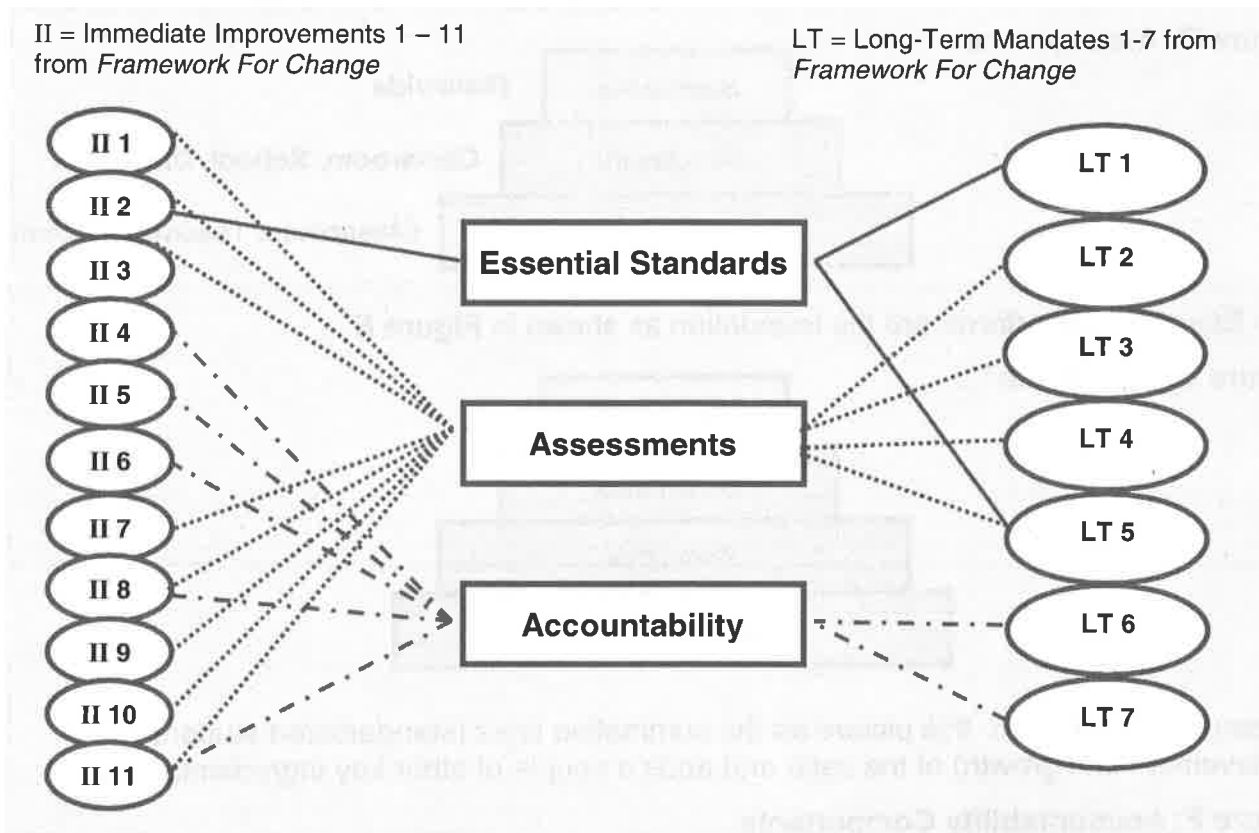 II = Immediate Improvements 1 – 11
from Framework For Change
LT = Long-Term Mandates 1-7 from
Framework For Change
II 1
II 2
II 3
II 4
II 5
II 6
II 7
II 8
II 9
II 10
II 11
Essential Standards
Assessments
Accountability
LT 1
LT 2
LT 3
LT 4
LT 5
LT 6
LT 7